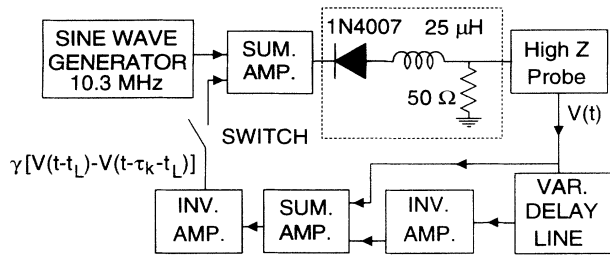 SINE WAVE
GENERATOR
10.3 MHz
SUM.
AMP.
1N4007
25 μH
50 Ω
High Z
Probe
V(t)
SWITCH
γ[V(t-t_L)-V(t-τ_k-t_L)]
INV.
AMP.
SUM.
AMP.
INV.
AMP.
VAR.
DELAY
LINE